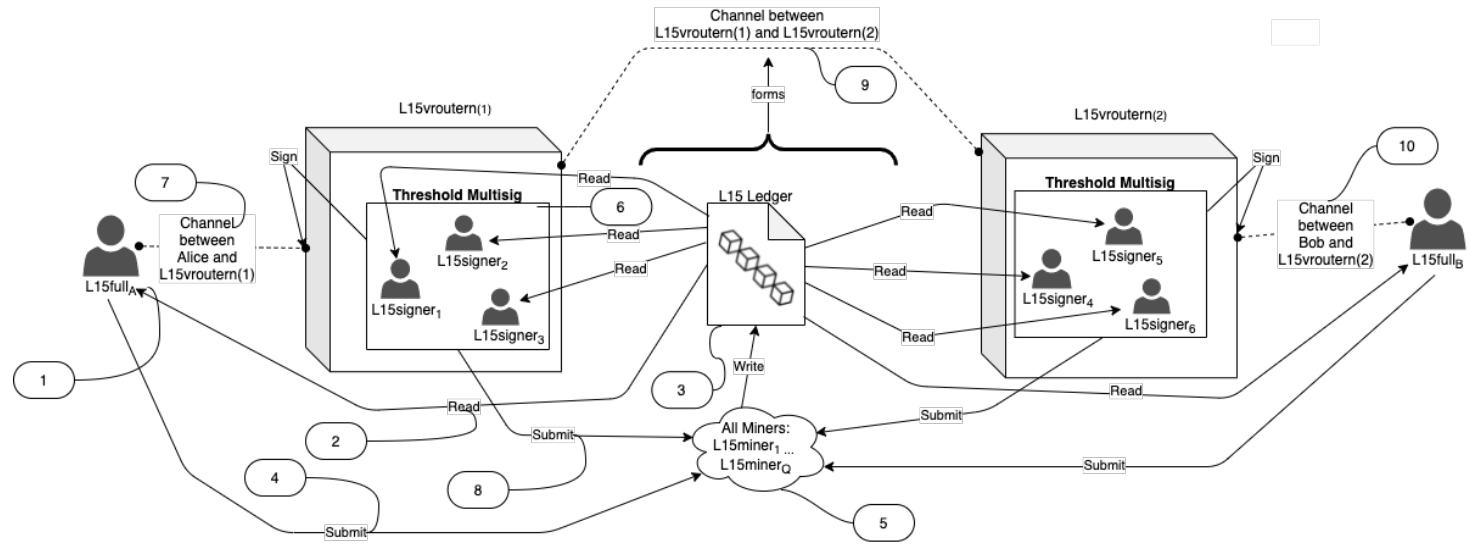 Channel between
L15vroutern(1) and L15vroutern(2)
9
forms
L15vroutern(1)
L15vroutern(2)
10
Sign
Sign
7
Threshold Multisig
Read
6
L15 Ledger
Threshold Multisig
Channel
between
Alice and
L15vroutern(1)
Channel
between
Bob and
L15vroutern(2)
L15signer2
Read
Read
L15signer5
L15fullA
L15signer1
L15signer3
Read
Read
L15signer4
L15signer6
L15fullB
Read
1
3
Write
Read
Read
2
Submit
Submit
Submit
All Miners:
L15miner1 ...
L15minerQ
4
8
5
Submit